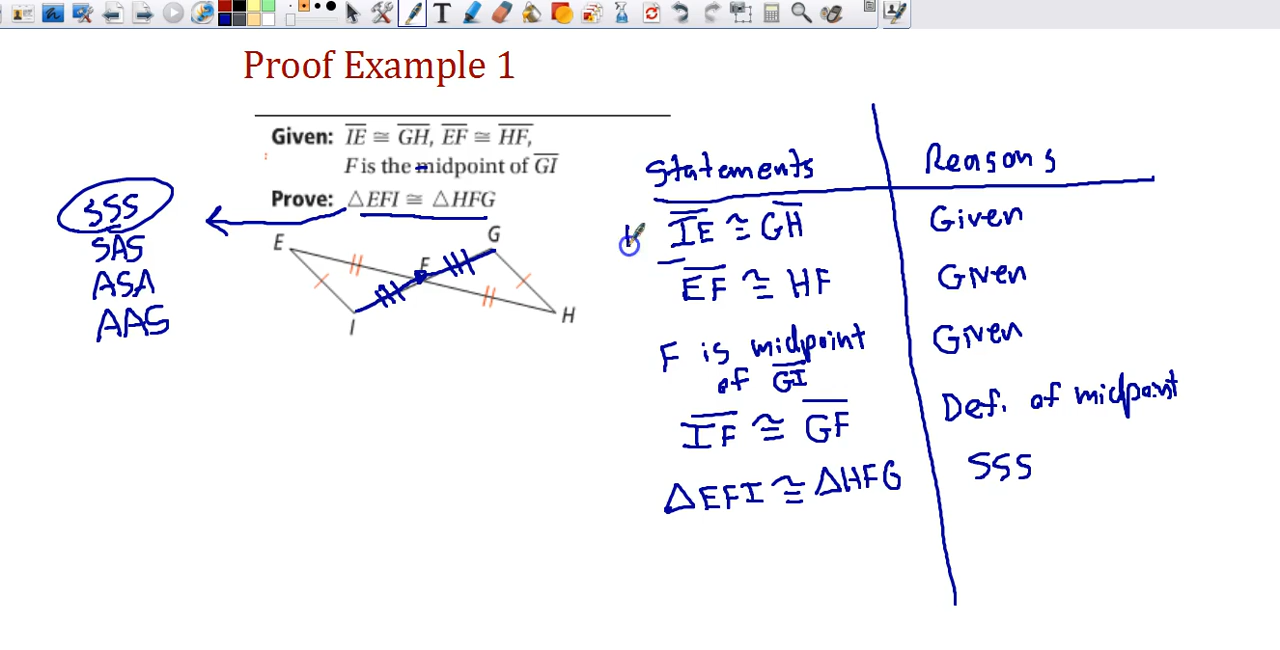 Proof Example 1
Given: IE ≅ GH, EF ≅ HF,
F is the midpoint of GI
Prove: △EFI ≅ △HFG
SSS
SAS
ASA
AAS
E
G
F
I
H
Statements Reasons
IE ≅ GH Given
EF ≅ HF Given
F is midpoint Given
of GI
IF ≅ GF Def. of midpoint
△EFI ≅ △HFG SSS